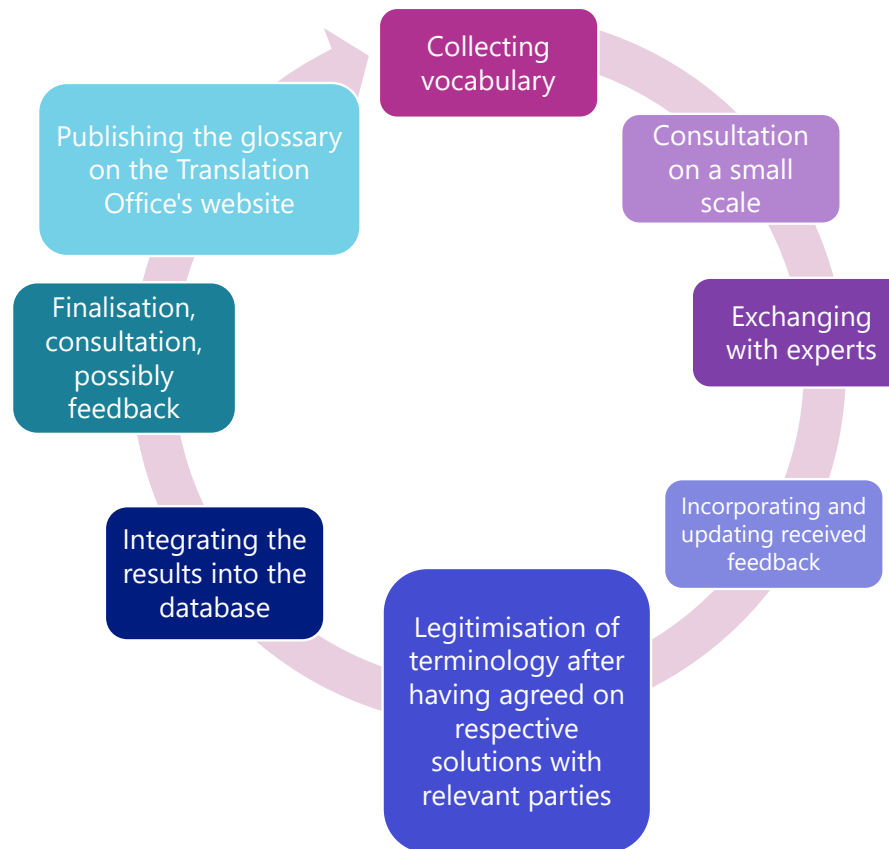 Collecting
vocabulary
Consultation
on a small
scale
Exchanging
with experts
Incorporating and
updating received
feedback
Legitimisation of
terminology after
having agreed on
respective
solutions with
relevant parties
Integrating the
results into the
database
Finalisation,
consultation,
possibly
feedback
Publishing the glossary
on the Translation
Office's website